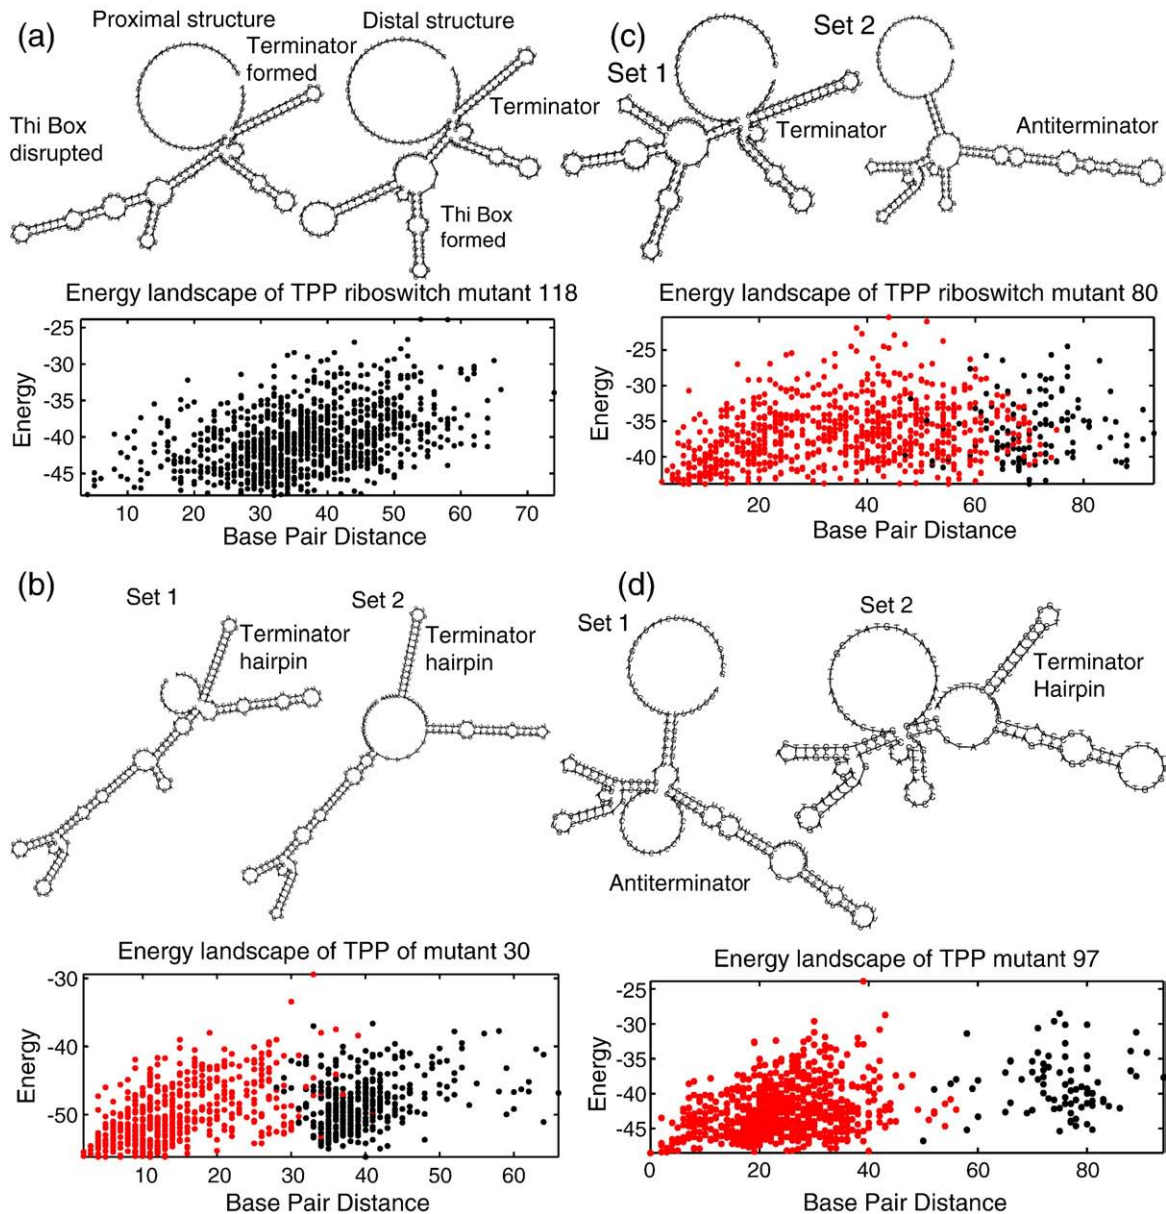 (a)
Proximal structure
Distal structure
Terminator
formed
Thi Box
disrupted
Terminator
Thi Box
formed
Energy landscape of TPP riboswitch mutant 118
-25
-30
-35
-40
-45
Energy
10 20 30 40 50 60 70
Base Pair Distance
(c)
Set 1
Set 2
Terminator
Antiterminator
Energy landscape of TPP riboswitch mutant 80
-25
-30
-35
-40
Energy
20 40 60 80
Base Pair Distance
(b)
Set 1
Set 2
Terminator
hairpin
Terminator
hairpin
Energy landscape of TPP of mutant 30
-30
-40
-50
Energy
10 20 30 40 50 60
Base Pair Distance
(d)
Set 1
Set 2
Antiterminator
Terminator
Hairpin
Energy landscape of TPP mutant 97
-25
-30
-35
-40
-45
Energy
0 20 40 60 80
Base Pair Distance